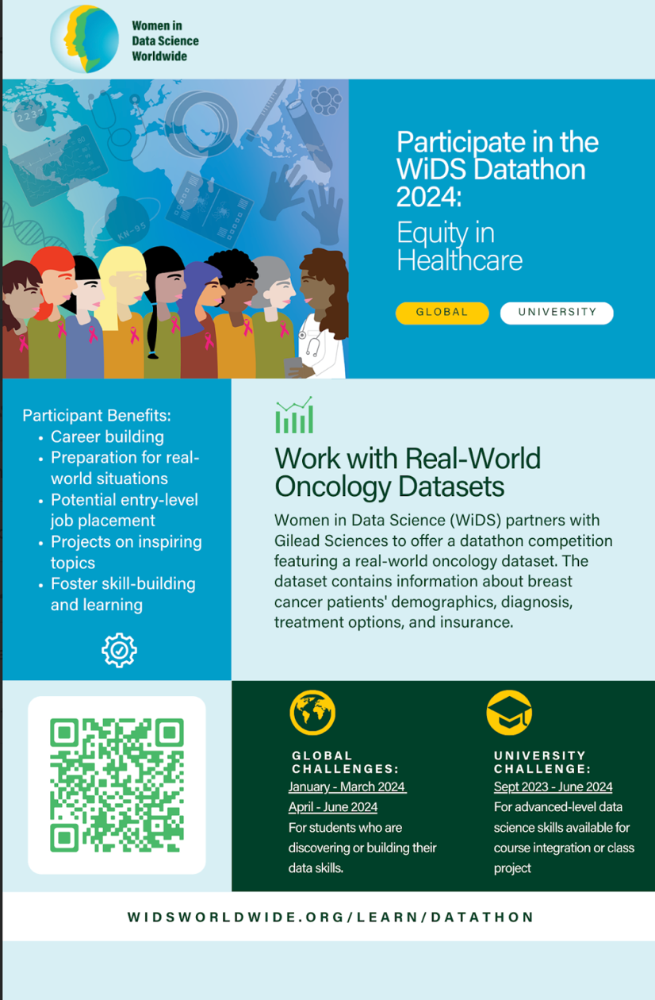 Women in
Data Science
Worldwide
2232
KN-95
Participate in the
WiDS Datathon
2024:
Equity in
Healthcare
GLOBAL
UNIVERSITY
Participant Benefits:
• Career building
• Preparation for real-
world situations
• Potential entry-level
job placement
• Projects on inspiring
topics
• Foster skill-building
and learning
Work with Real-World
Oncology Datasets
Women in Data Science (WiDS) partners with
Gilead Sciences to offer a datathon competition
featuring a real-world oncology dataset. The
dataset contains information about breast
cancer patients' demographics, diagnosis,
treatment options, and insurance.
GLOBAL
CHALLENGES:
January - March 2024
April - June 2024
For students who are
discovering or building their
data skills.
UNIVERSITY
CHALLENGE:
Sept 2023 - June 2024
For advanced-level data
science skills available for
course integration or class
project
WIDSWORLDWIDE.ORG/LEARN/DATATHON